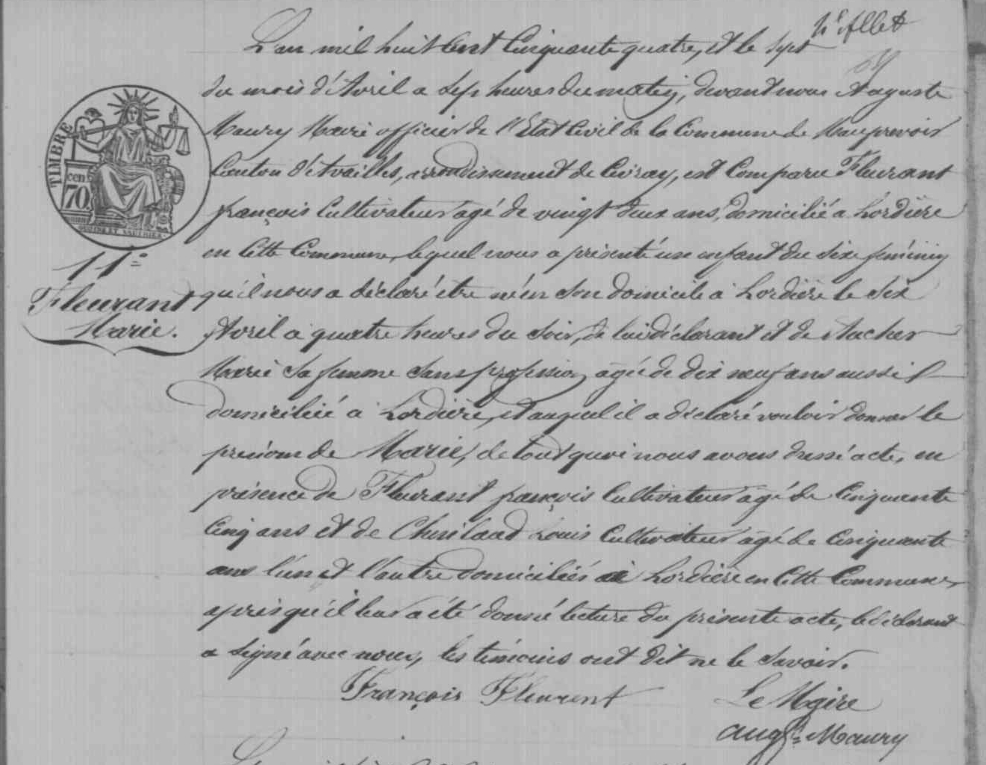 L'an mil huit cent Cinquante quatre, et le sept
du mois d'Avril a sept heures du matin, devant nous Auguste
Maury Maire officier de l'Etat Civil de la Commune de Mauprevoir
Canton d'Availles, arrondissement de Civray, est Comparu Fleurant
françois Cultivateur agé de vingt deux ans, domicilié a Lordière
en Cette Commune, lequel nous a présenté un enfant du Sexe féminin
qu'il nous a déclaré être né en son domicile à Lordière le Six
Avril a quatre heures du Soir, de lui déclarant et de
Marie Sa femme Sans profession agée de dix neuf ans aussi
domiciliée à Lordière, et auquel il a déclaré vouloir donner le
prénom de Marie, de tout quoi nous avons dressé acte, en
présence de Fleurant françois Cultivateur agé de Cinquante
Cinq ans et de Louis Cultivateur agé de Cinquante
ans l'un et l'autre domiciliés a Lordière en Cette Commune,
après qu'il leur a été donné lecture du présente acte, le déclarant
a Signé avec nous, les témoins ont dit ne le Savoir.
François Fleurent
Le Maire
Augte Maury
TIMBRE
cen
70
11e
Fleurant
Marie.